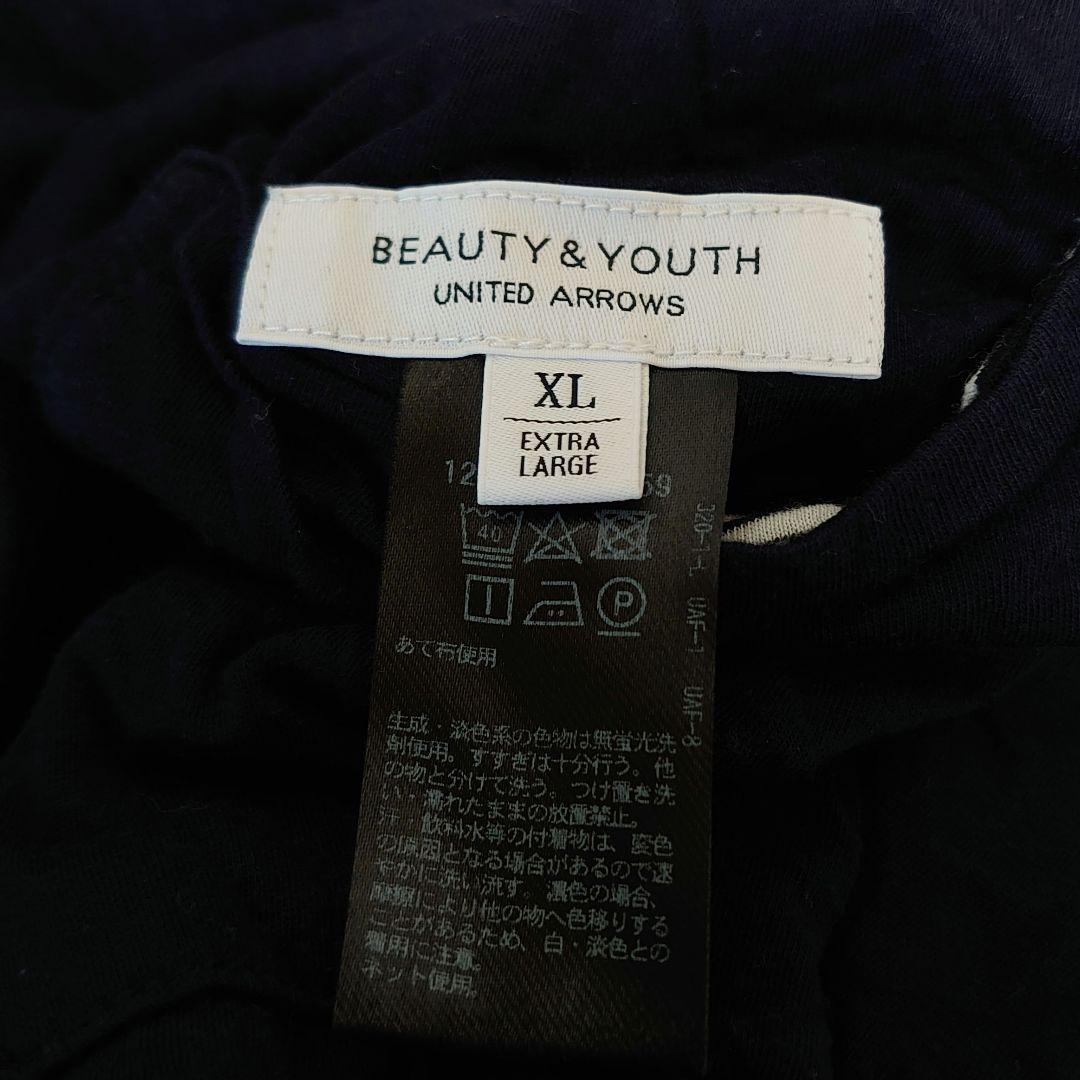 BEAUTY & YOUTH
UNITED ARROWS
XL
EXTRA
LARGE
12
59
40
P
あて布使用
生成・淡色系の色物は無蛍光洗
剤使用。すすぎは十分行う。他
の物と分けて洗う。つけ置き洗
い・濡れたままの放置禁止。
汗・飲料水等の付着物は、変色
の原因となる場合があるので速
やかに洗い流す。濃色の場合、
摩擦により他の物へ色移りする
ことがあるため、白・淡色との
着用に注意。
ネット使用。
UAF-1
UAF-8